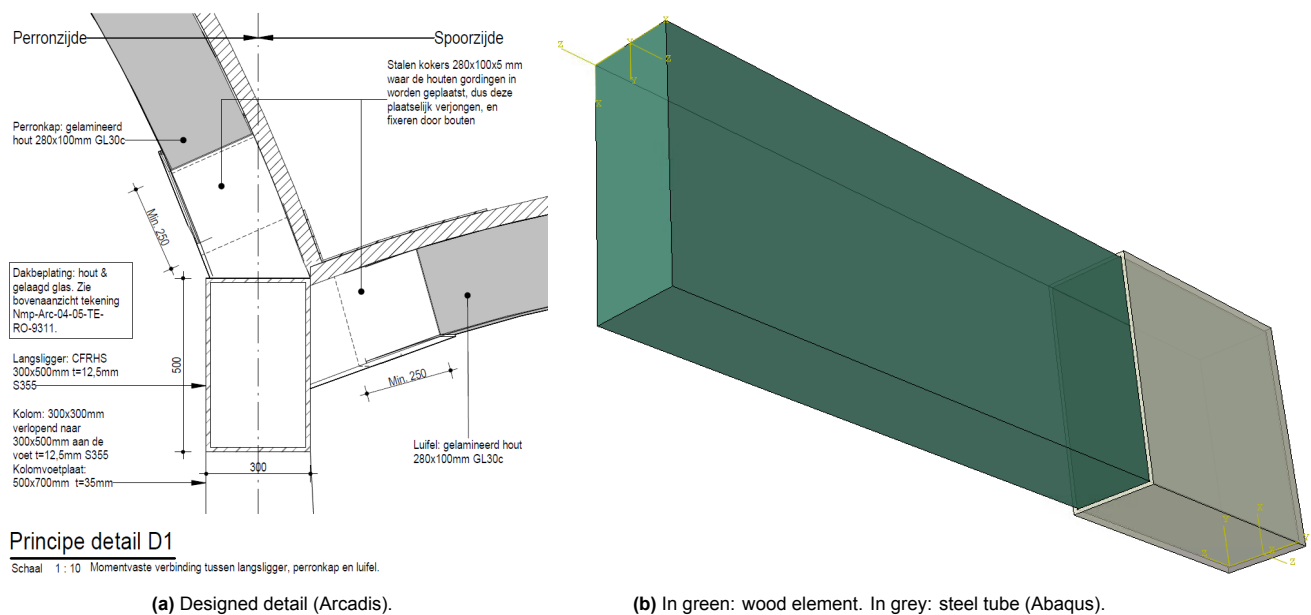 Perronzijde
Spoorzijde
Stalen kokers 280x100x5 mm
waar de houten gordingen in
worden geplaatst, dus deze
plaatselijk verjongen, en
fixeren door bouten
Perronkap: gelamineerd
hout 280x100mm GL30c
Min. 250
Dakbeplating: hout &
gelaagd glas. Zie
bovenaanzicht tekening
Nmp-Arc-04-05-TE-
RO-9311.
Langsligger: CFRHS
300x500mm t=12,5mm
S355
500
Min. 250
Kolom: 300x300mm
verlopend naar
300x500mm aan de
voet t=12,5mm S355
Kolomvoetplaat:
500x700mm t=35mm
Luifel: gelamineerd hout
280x100mm GL30c
300
Principe detail D1
Schaal 1 : 10 Momentvaste verbinding tussen langsligger, perronkap en luifel.
(a) Designed detail (Arcadis).
(b) In green: wood element. In grey: steel tube (Abaqus).